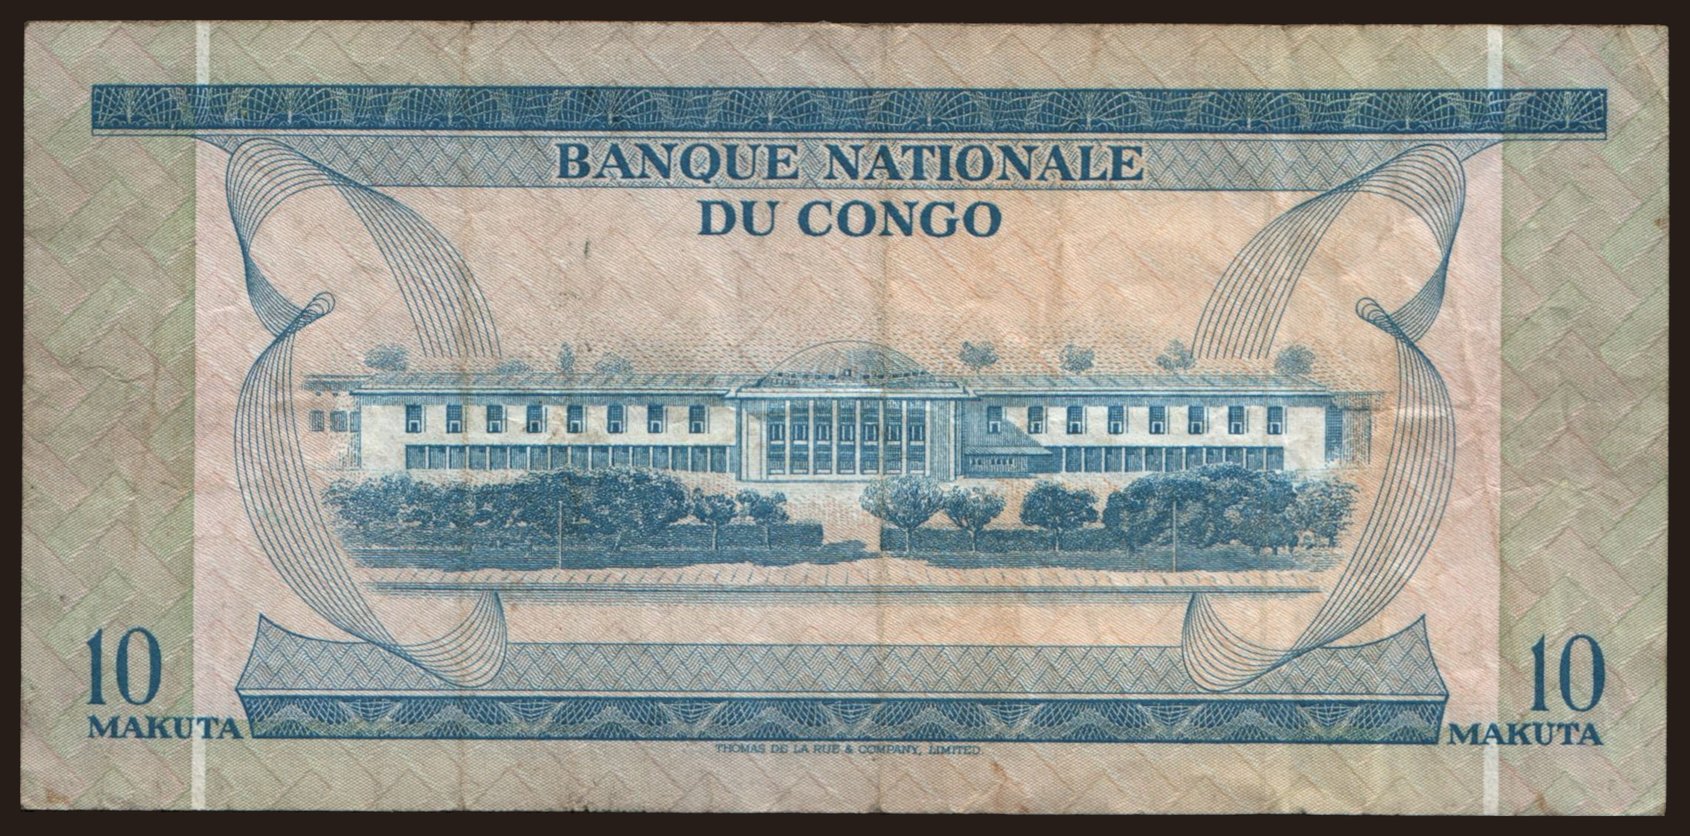 BANQUE NATIONALE
DU CONGO
10
MAKUTA
10
MAKUTA
THOMAS DE LA RUE & COMPANY, LIMITED.